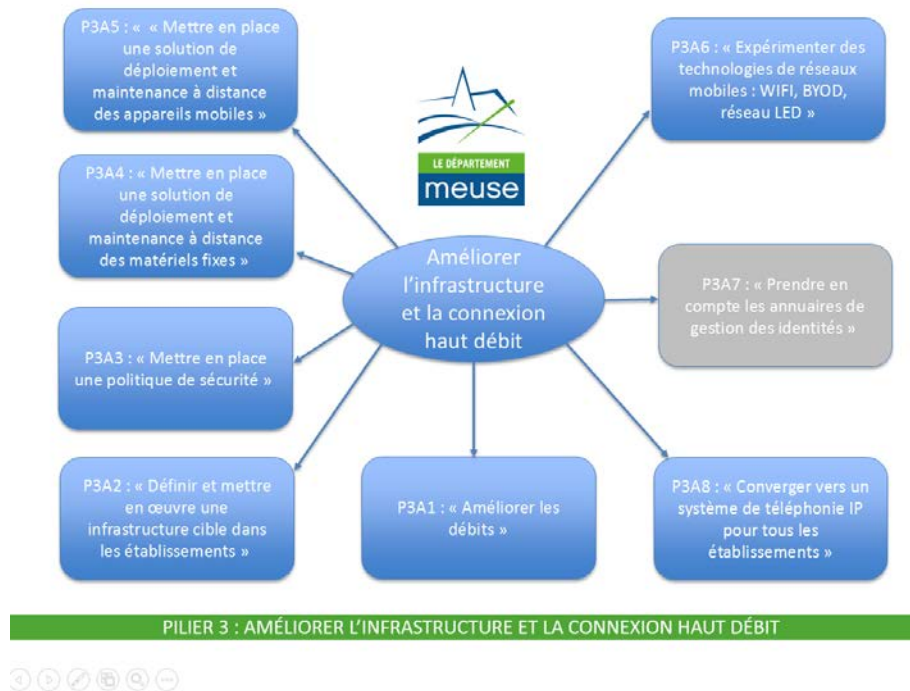 P3A5 : « « Mettre en place
une solution de
déploiement et
maintenance à distance
des appareils mobiles »
P3A6 : « Expérimenter des
technologies de réseaux
mobiles : WIFI, BYOD,
réseau LED »
LE DÉPARTEMENT
meuse
P3A4 : « Mettre en place
une solution de
déploiement et
maintenance à distance
des matériels fixes »
Améliorer
l'infrastructure
et la connexion
haut débit
P3A7 : « Prendre en
compte les annuaires de
gestion des identités »
P3A3 : « Mettre en place
une politique de sécurité »
P3A2 : « Définir et mettre
en œuvre une
infrastructure cible dans
les établissements »
P3A1 : « Améliorer les
débits »
P3A8 : « Converger vers un
système de téléphonie IP
pour tous les
établissements »
PILIER 3 : AMÉLIORER L'INFRASTRUCTURE ET LA CONNEXION HAUT DÉBIT